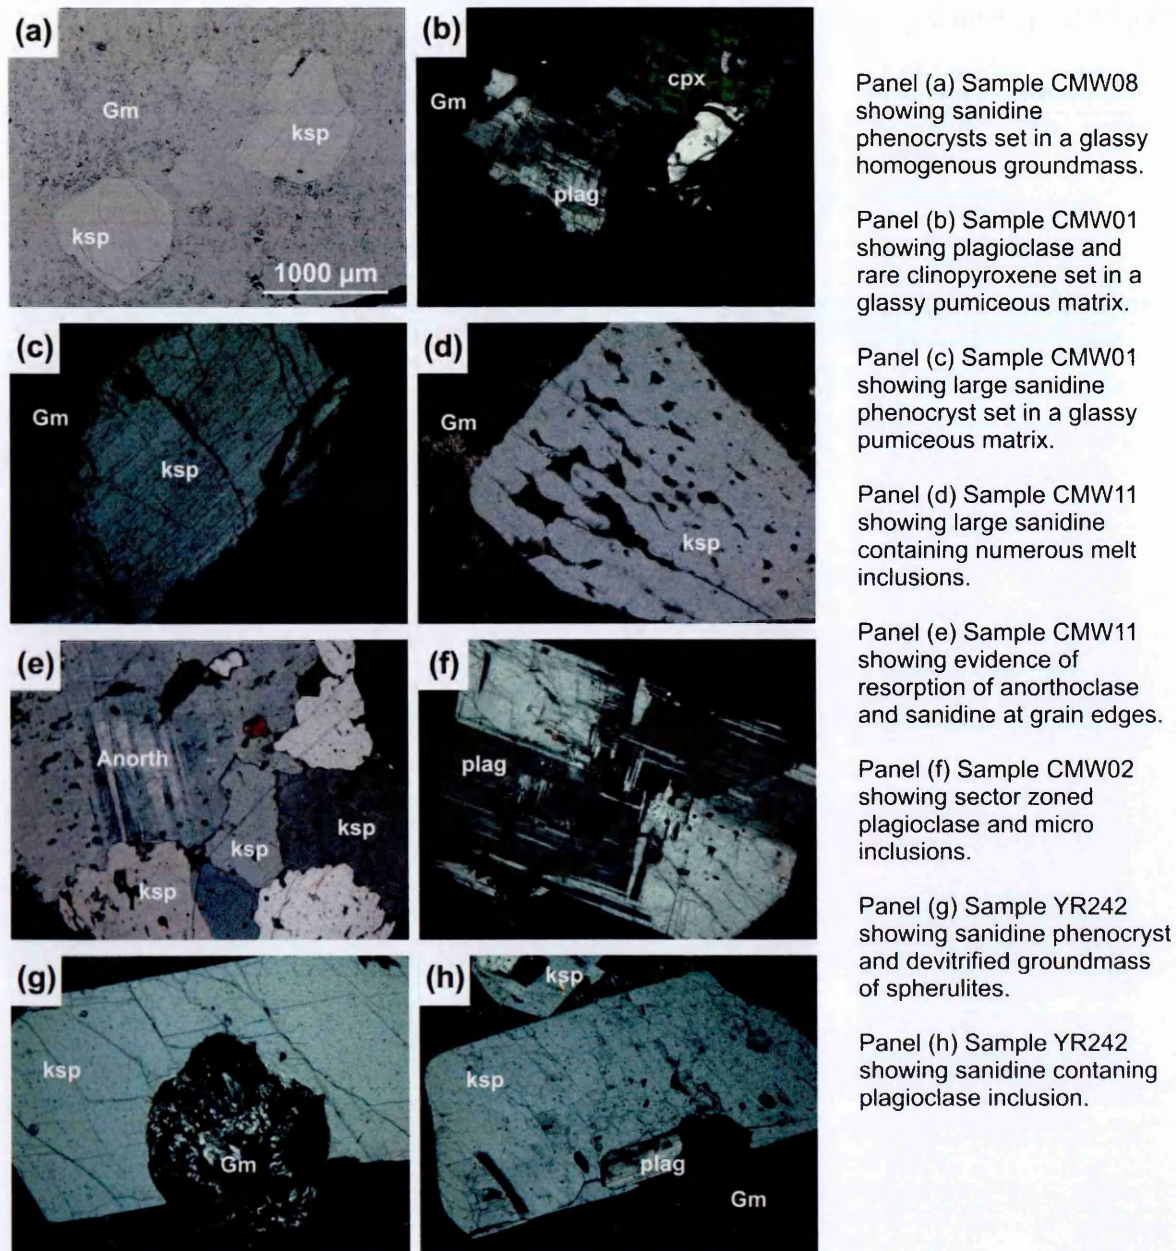 (a)
Gm
ksp
ksp
1000 µm
(b)
Gm
cpx
plag
(c)
Gm
ksp
(d)
Gm
ksp
(e)
Anorth
ksp
ksp
ksp
(f)
plag
(g)
ksp
Gm
(h)
ksp
ksp
plag
Gm
Panel (a) Sample CMW08
showing sanidine
phenocrysts set in a glassy
homogenous groundmass.
Panel (b) Sample CMW01
showing plagioclase and
rare clinopyroxene set in a
glassy pumiceous matrix.
Panel (c) Sample CMW01
showing large sanidine
phenocryst set in a glassy
pumiceous matrix.
Panel (d) Sample CMW11
showing large sanidine
containing numerous melt
inclusions.
Panel (e) Sample CMW11
showing evidence of
resorption of anorthoclase
and sanidine at grain edges.
Panel (f) Sample CMW02
showing sector zoned
plagioclase and micro
inclusions.
Panel (g) Sample YR242
showing sanidine phenocryst
and devitrified groundmass
of spherulites.
Panel (h) Sample YR242
showing sanidine contaning
plagioclase inclusion.